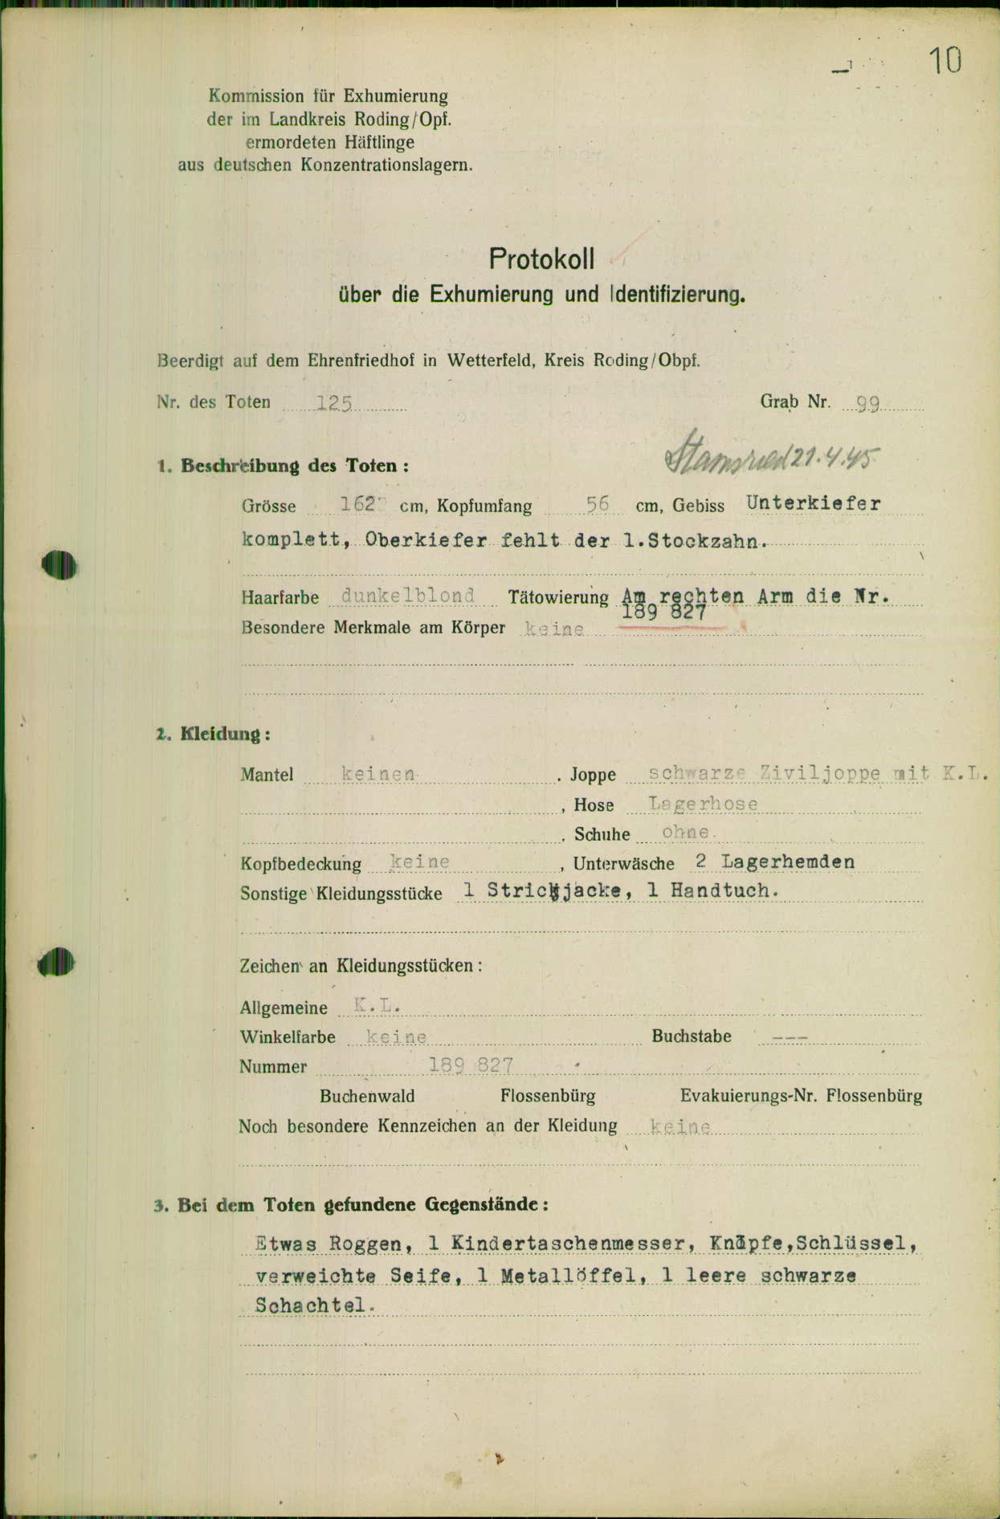 10
Kommission für Exhumierung
der im Landkreis Roding/Opf.
ermordeten Häftlinge
aus deutschen Konzentrationslagern.
Protokoll
über die Exhumierung und Identifizierung.
Beerdigt auf dem Ehrenfriedhof in Wetterfeld, Kreis Roding/Obpf.
Nr. des Toten 125 Grab Nr. 99
Stamsried 21.4.45
1. Beschreibung des Toten :
Grösse 162 cm, Kopfumfang 56 cm, Gebiss Unterkiefer
komplett, Oberkiefer fehlt der 1.Stockzahn.
Haarfarbe dunkelblond Tätowierung Am rechten Arm die Nr.
189 827
Besondere Merkmale am Körper keine
2. Kleidung :
Mantel keinen . Joppe schwarze Ziviljoppe mit K.L.
, Hose Lagerhose
. Schuhe ohne.
Kopfbedeckung keine , Unterwäsche 2 Lagerhemden
Sonstige Kleidungsstücke 1 Strickjacke, 1 Handtuch.
Zeichen an Kleidungsstücken :
Allgemeine K.L.
Winkelfarbe keine Buchstabe ---
Nummer 189 827
Buchenwald Flossenbürg Evakuierungs-Nr. Flossenbürg
Noch besondere Kennzeichen an der Kleidung keine
3. Bei dem Toten gefundene Gegenstände :
Etwas Roggen, 1 Kindertaschenmesser, Knöpfe,Schlüssel,
verweichte Seife, 1 Metallöffel, 1 leere schwarze
Schachtel.